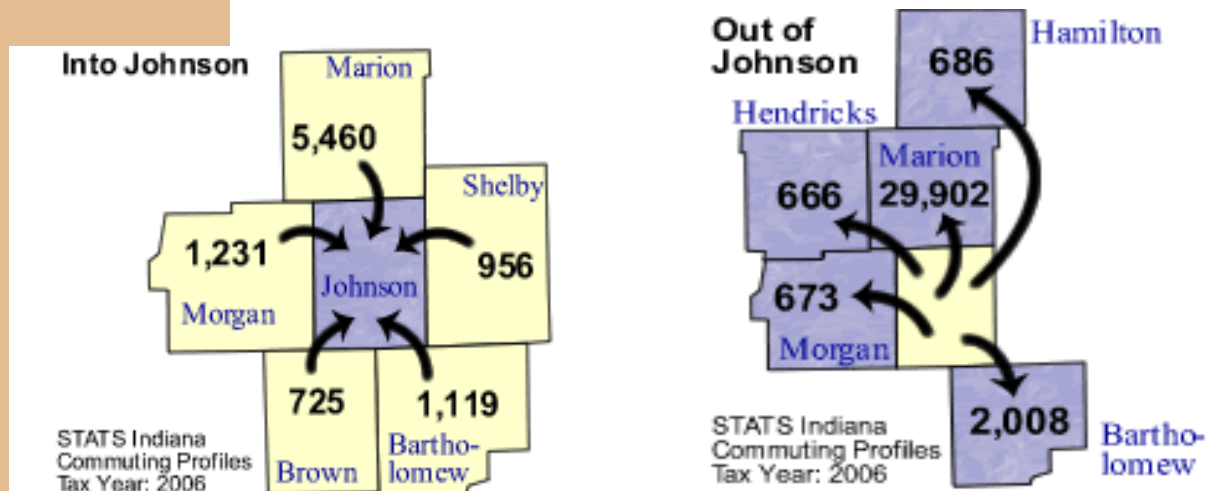 Into Johnson
Marion
5,460
Shelby
956
1,231
Morgan
Johnson
725
Brown
1,119
Bartho-
lomew
STATS Indiana
Commuting Profiles
Tax Year: 2006
Out of
Johnson
Hamilton
686
Hendricks
666
Marion
29,902
673
Morgan
2,008
Bartho-
lomew
STATS Indiana
Commuting Profiles
Tax Year: 2006